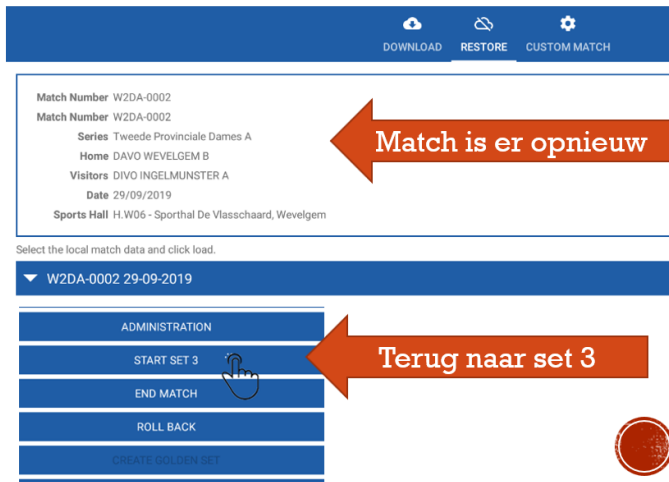 DOWNLOAD RESTORE CUSTOM MATCH
Match Number W2DA-0002
Match Number W2DA-0002
Series Tweede Provinciale Dames A
Home DAVO WEVELGEM B
Visitors DIVO INGELMUNSTER A
Date 29/09/2019
Sports Hall H.W06 - Sporthal De Vlasschaard, Wevelgem
Match is er opnieuw
Select the local match data and click load.
W2DA-0002 29-09-2019
ADMINISTRATION
START SET 3
Terug naar set 3
END MATCH
ROLL BACK
CREATE GOLDEN SET